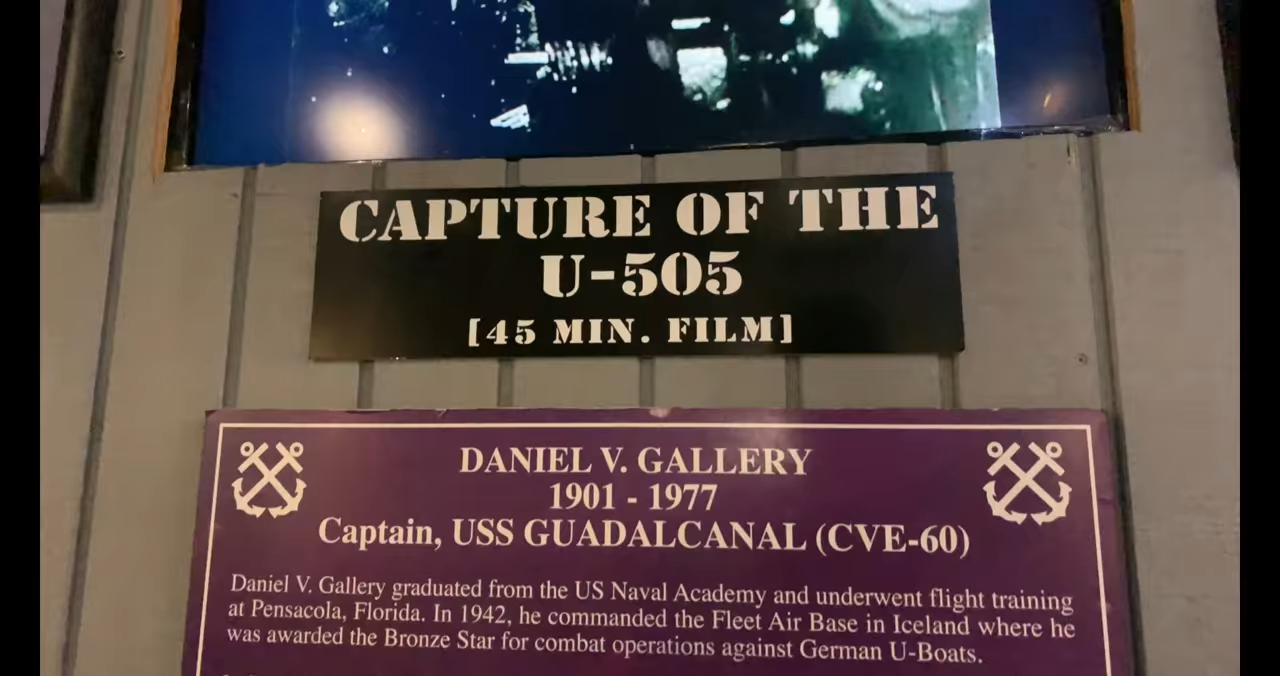 CAPTURE OF THE
U-505
[45 MIN. FILM]
DANIEL V. GALLERY
1901 - 1977
Captain, USS GUADALCANAL (CVE-60)
Daniel V. Gallery graduated from the US Naval Academy and underwent flight training
at Pensacola, Florida. In 1942, he commanded the Fleet Air Base in Iceland where he
was awarded the Bronze Star for combat operations against German U-Boats.